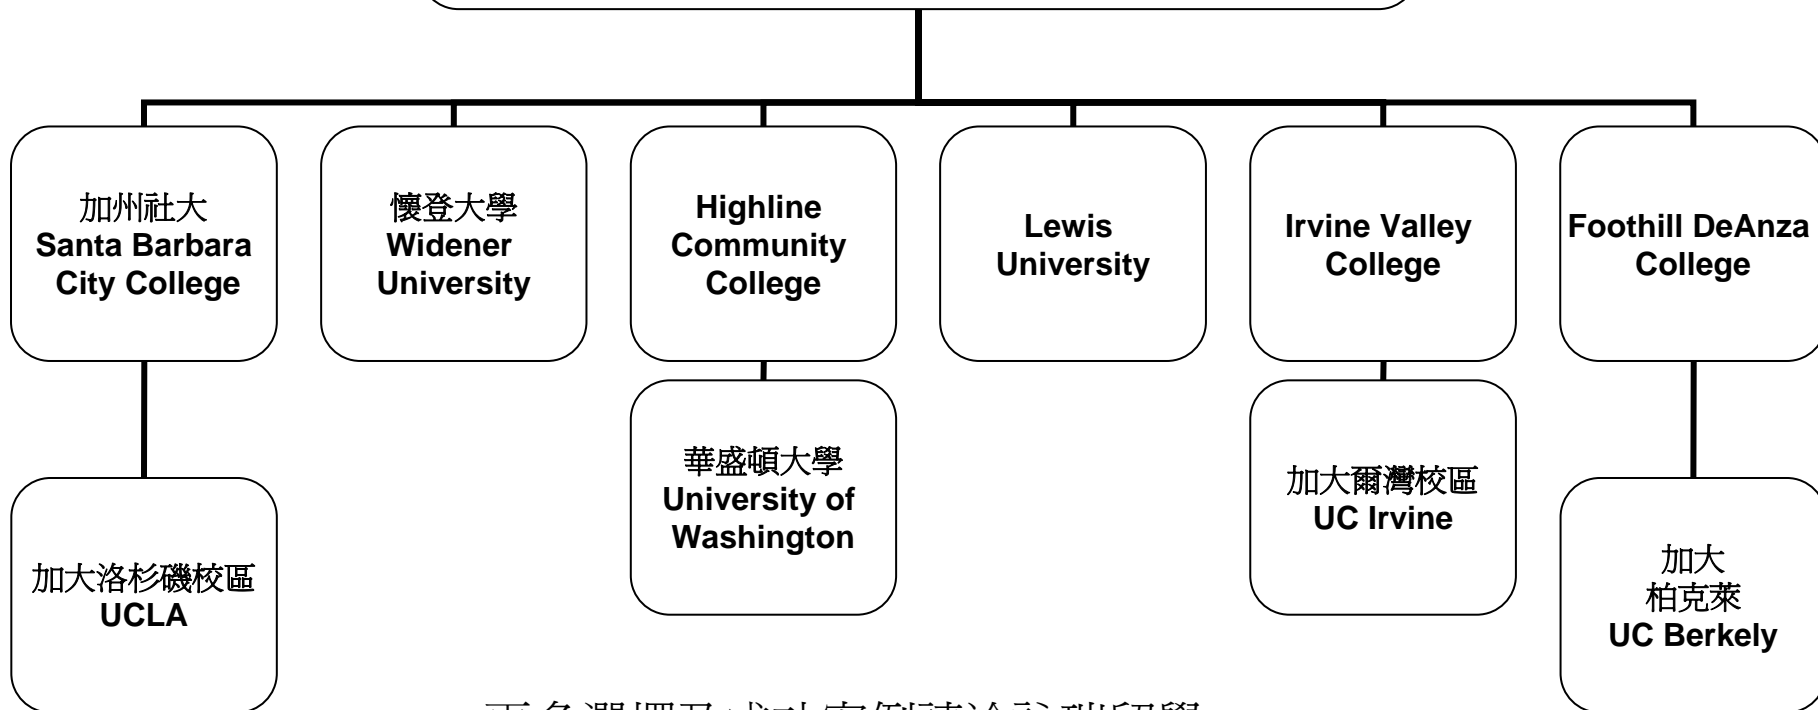 加州社大
Santa Barbara
City College
懷登大學
Widener
University
Highline
Community
College
Lewis
University
Irvine Valley
College
Foothill DeAnza
College
華盛頓大學
University of
Washington
加大爾灣校區
UC Irvine
加大洛杉磯校區
UCLA
加大
柏克萊
UC Berkely